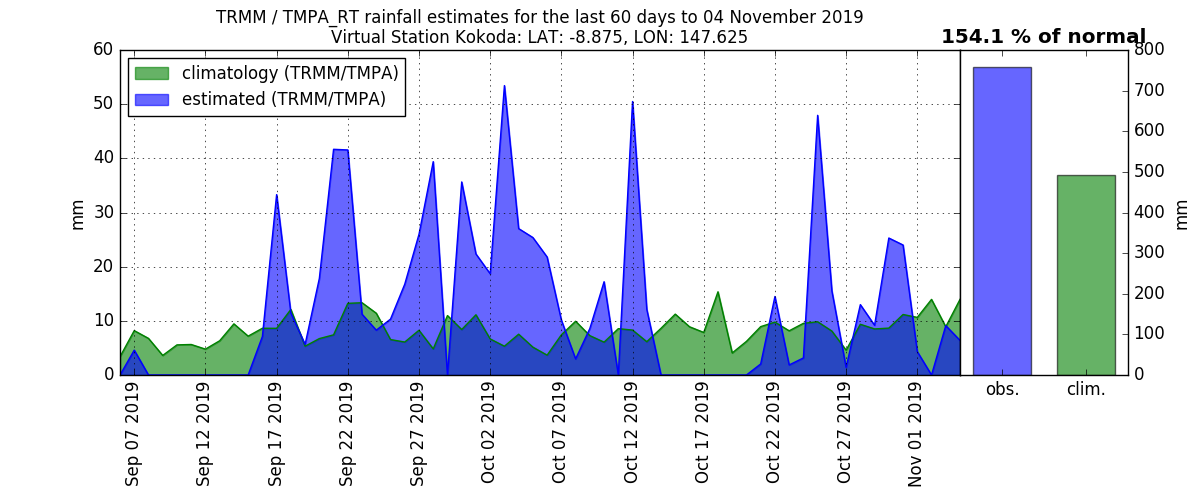 TRMM / TMPA_RT rainfall estimates for the last 60 days to 04 November 2019
Virtual Station Kokoda: LAT: -8.875, LON: 147.625
154.1 % of normal
climatology (TRMM/TMPA)
estimated (TRMM/TMPA)
60
50
40
30
20
10
0
mm
Sep 07 2019
Sep 12 2019
Sep 17 2019
Sep 22 2019
Sep 27 2019
Oct 02 2019
Oct 07 2019
Oct 12 2019
Oct 17 2019
Oct 22 2019
Oct 27 2019
Nov 01 2019
obs.
clim.
800
700
600
500
400
300
200
100
0
mm